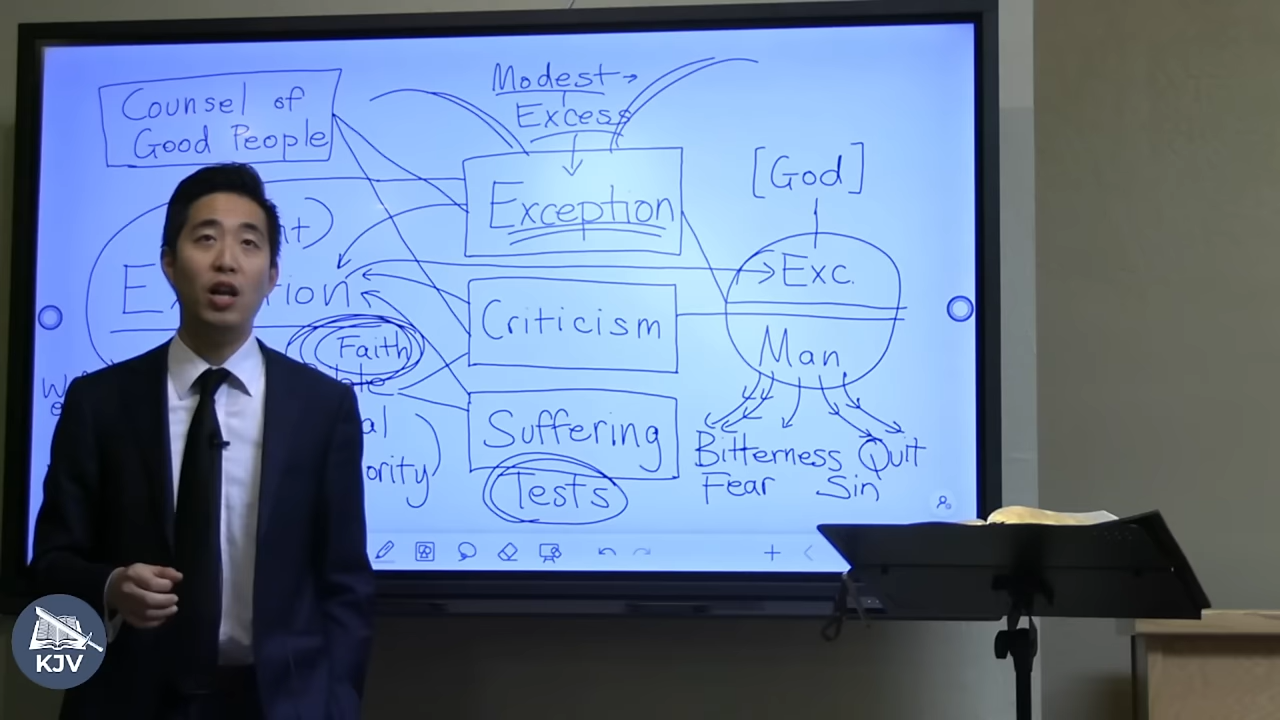 Counsel of
Good People
Modest →
Excess
[God]
Exception
Exc.
Criticism
Man
Faith
Suffering
Tests
Bitterness Quit
Fear Sin
KJV